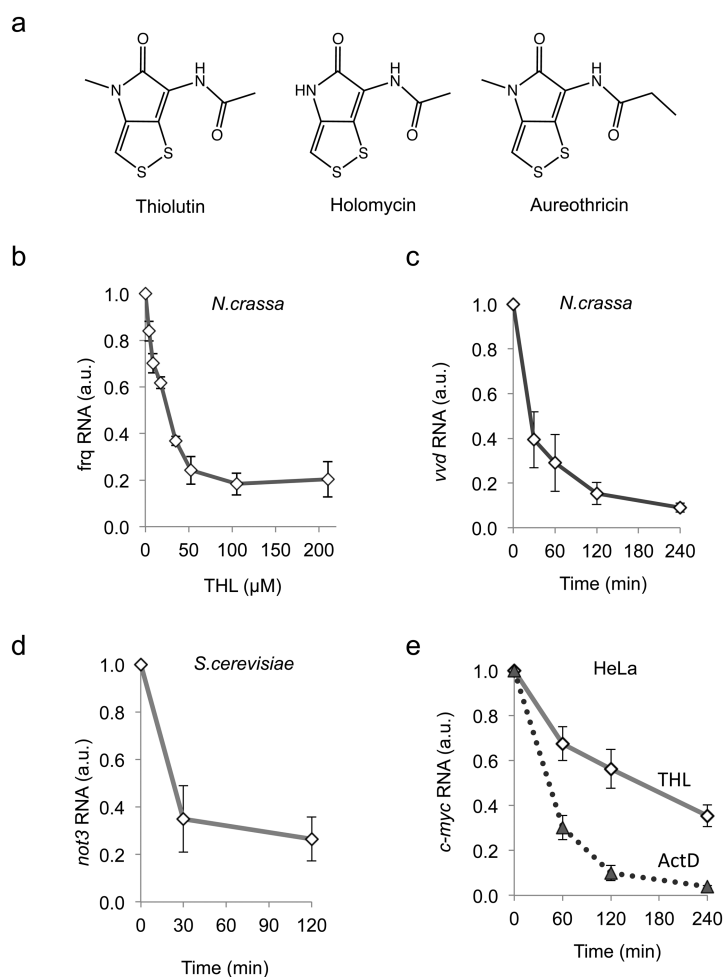 a
O
H
N
N
O
S
S
Thiolutin
O
H
HN
N
O
S
S
Holomycin
O
H
N
N
O
S
S
Aureothricin
b
N.crassa
frq RNA (a.u.)
1.0
0.8
0.6
0.4
0.2
0.0
0 50 100 150 200
THL (µM)
c
N.crassa
vvd RNA (a.u.)
1.0
0.8
0.6
0.4
0.2
0.0
0 60 120 180 240
Time (min)
d
S.cerevisiae
not3 RNA (a.u.)
1.0
0.8
0.6
0.4
0.2
0.0
0 30 60 90 120
Time (min)
e
HeLa
c-myc RNA (a.u.)
1.0
0.8
0.6
0.4
0.2
0.0
THL
ActD
0 60 120 180 240
Time (min)